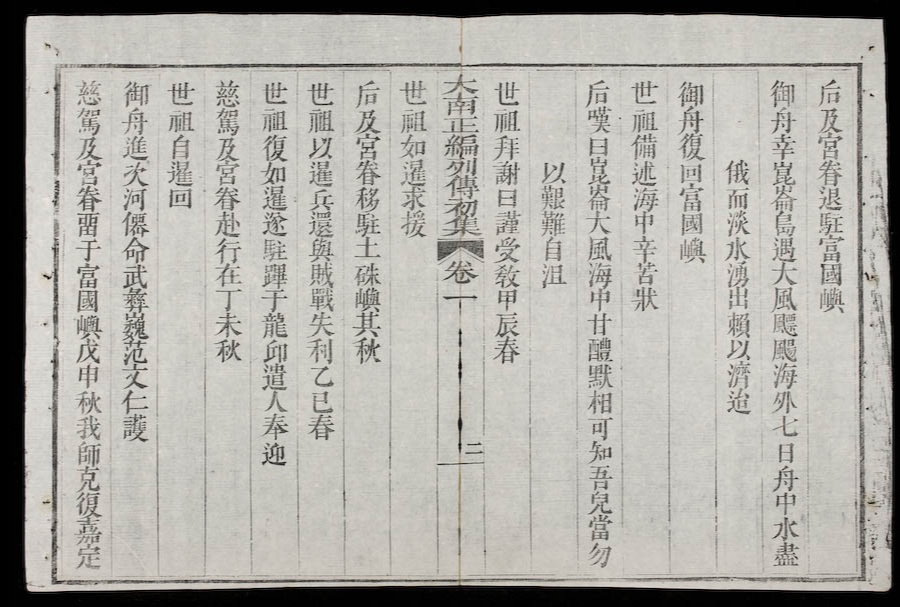 后及宮眷退駐富國嶼
御舟幸崑崙島遇大風飃颺海外七日舟中水盡
俄而淡水湧出賴以濟迨
御舟復回富國嶼
世祖備述海中辛苦狀
后嘆曰崑崙大風海中甘醴默相可知吾兒當勿
以艱難自沮
世祖拜謝曰謹受敎甲辰春
大南正編列傳初集 卷一 三
世祖如暹求援
后及宮眷移駐土硃嶼其秋
世祖以暹兵還與賊戰失利乙巳春
世祖復如暹遂駐蹕于龍邱遣人奉迎
慈駕及宮眷赴行在丁未秋
世祖自暹回
御舟進次河僊命武彝巍范文仁護
慈駕及宮眷畱于富國嶼戊申秋我師克復嘉定